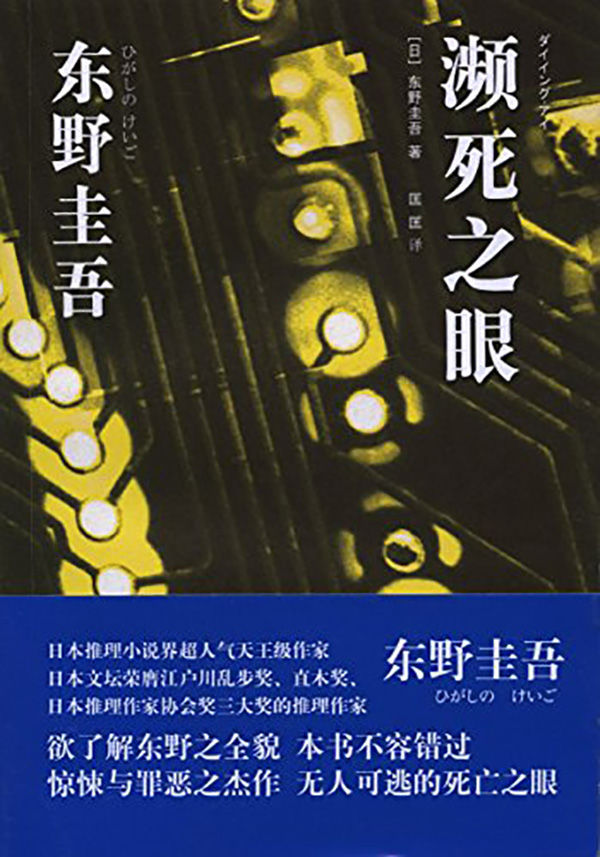 ダイイング・アイ
濒死之眼
[日] 东野圭吾 著
匡匡 译
东野圭吾
ひがしの けいご
日本推理小说界超人气天王级作家
日本文坛荣膺江户川乱步奖、直木奖、
日本推理作家协会奖三大奖的推理作家
东野圭吾
ひがしの けいご
欲了解东野之全貌 本书不容错过
惊悚与罪恶之杰作 无人可逃的死亡之眼